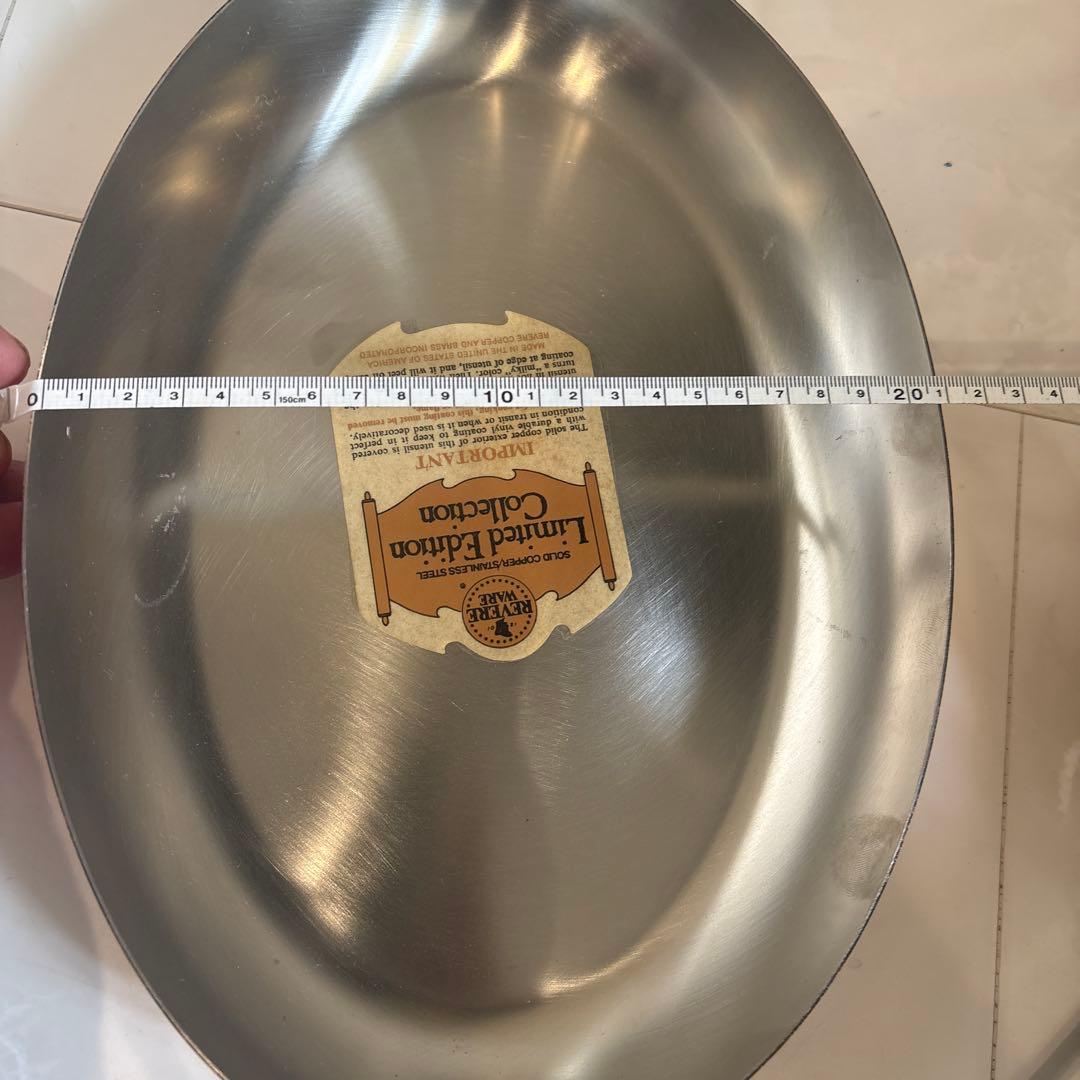 0 1 2 3 4 5 150cm 6 7 8 9 10 1 2 3 4 5 6 7 8 9 20 1 2 3 4
REVERE
WARE
®
SOLID COPPER/STAINLESS STEEL
Limited Edition
Collection
IMPORTANT
The solid copper exterior of this utensil is covered
with a durable vinyl coating to keep it in perfect
condition in transit or when it is used decoratively.
this coating must be removed
the
utensil in
turns a "milky" color.
coating at edge of utensil, and it will peel off
MADE IN THE UNITED STATES OF AMERICA
REVERE COPPER AND BRASS INCORPORATED